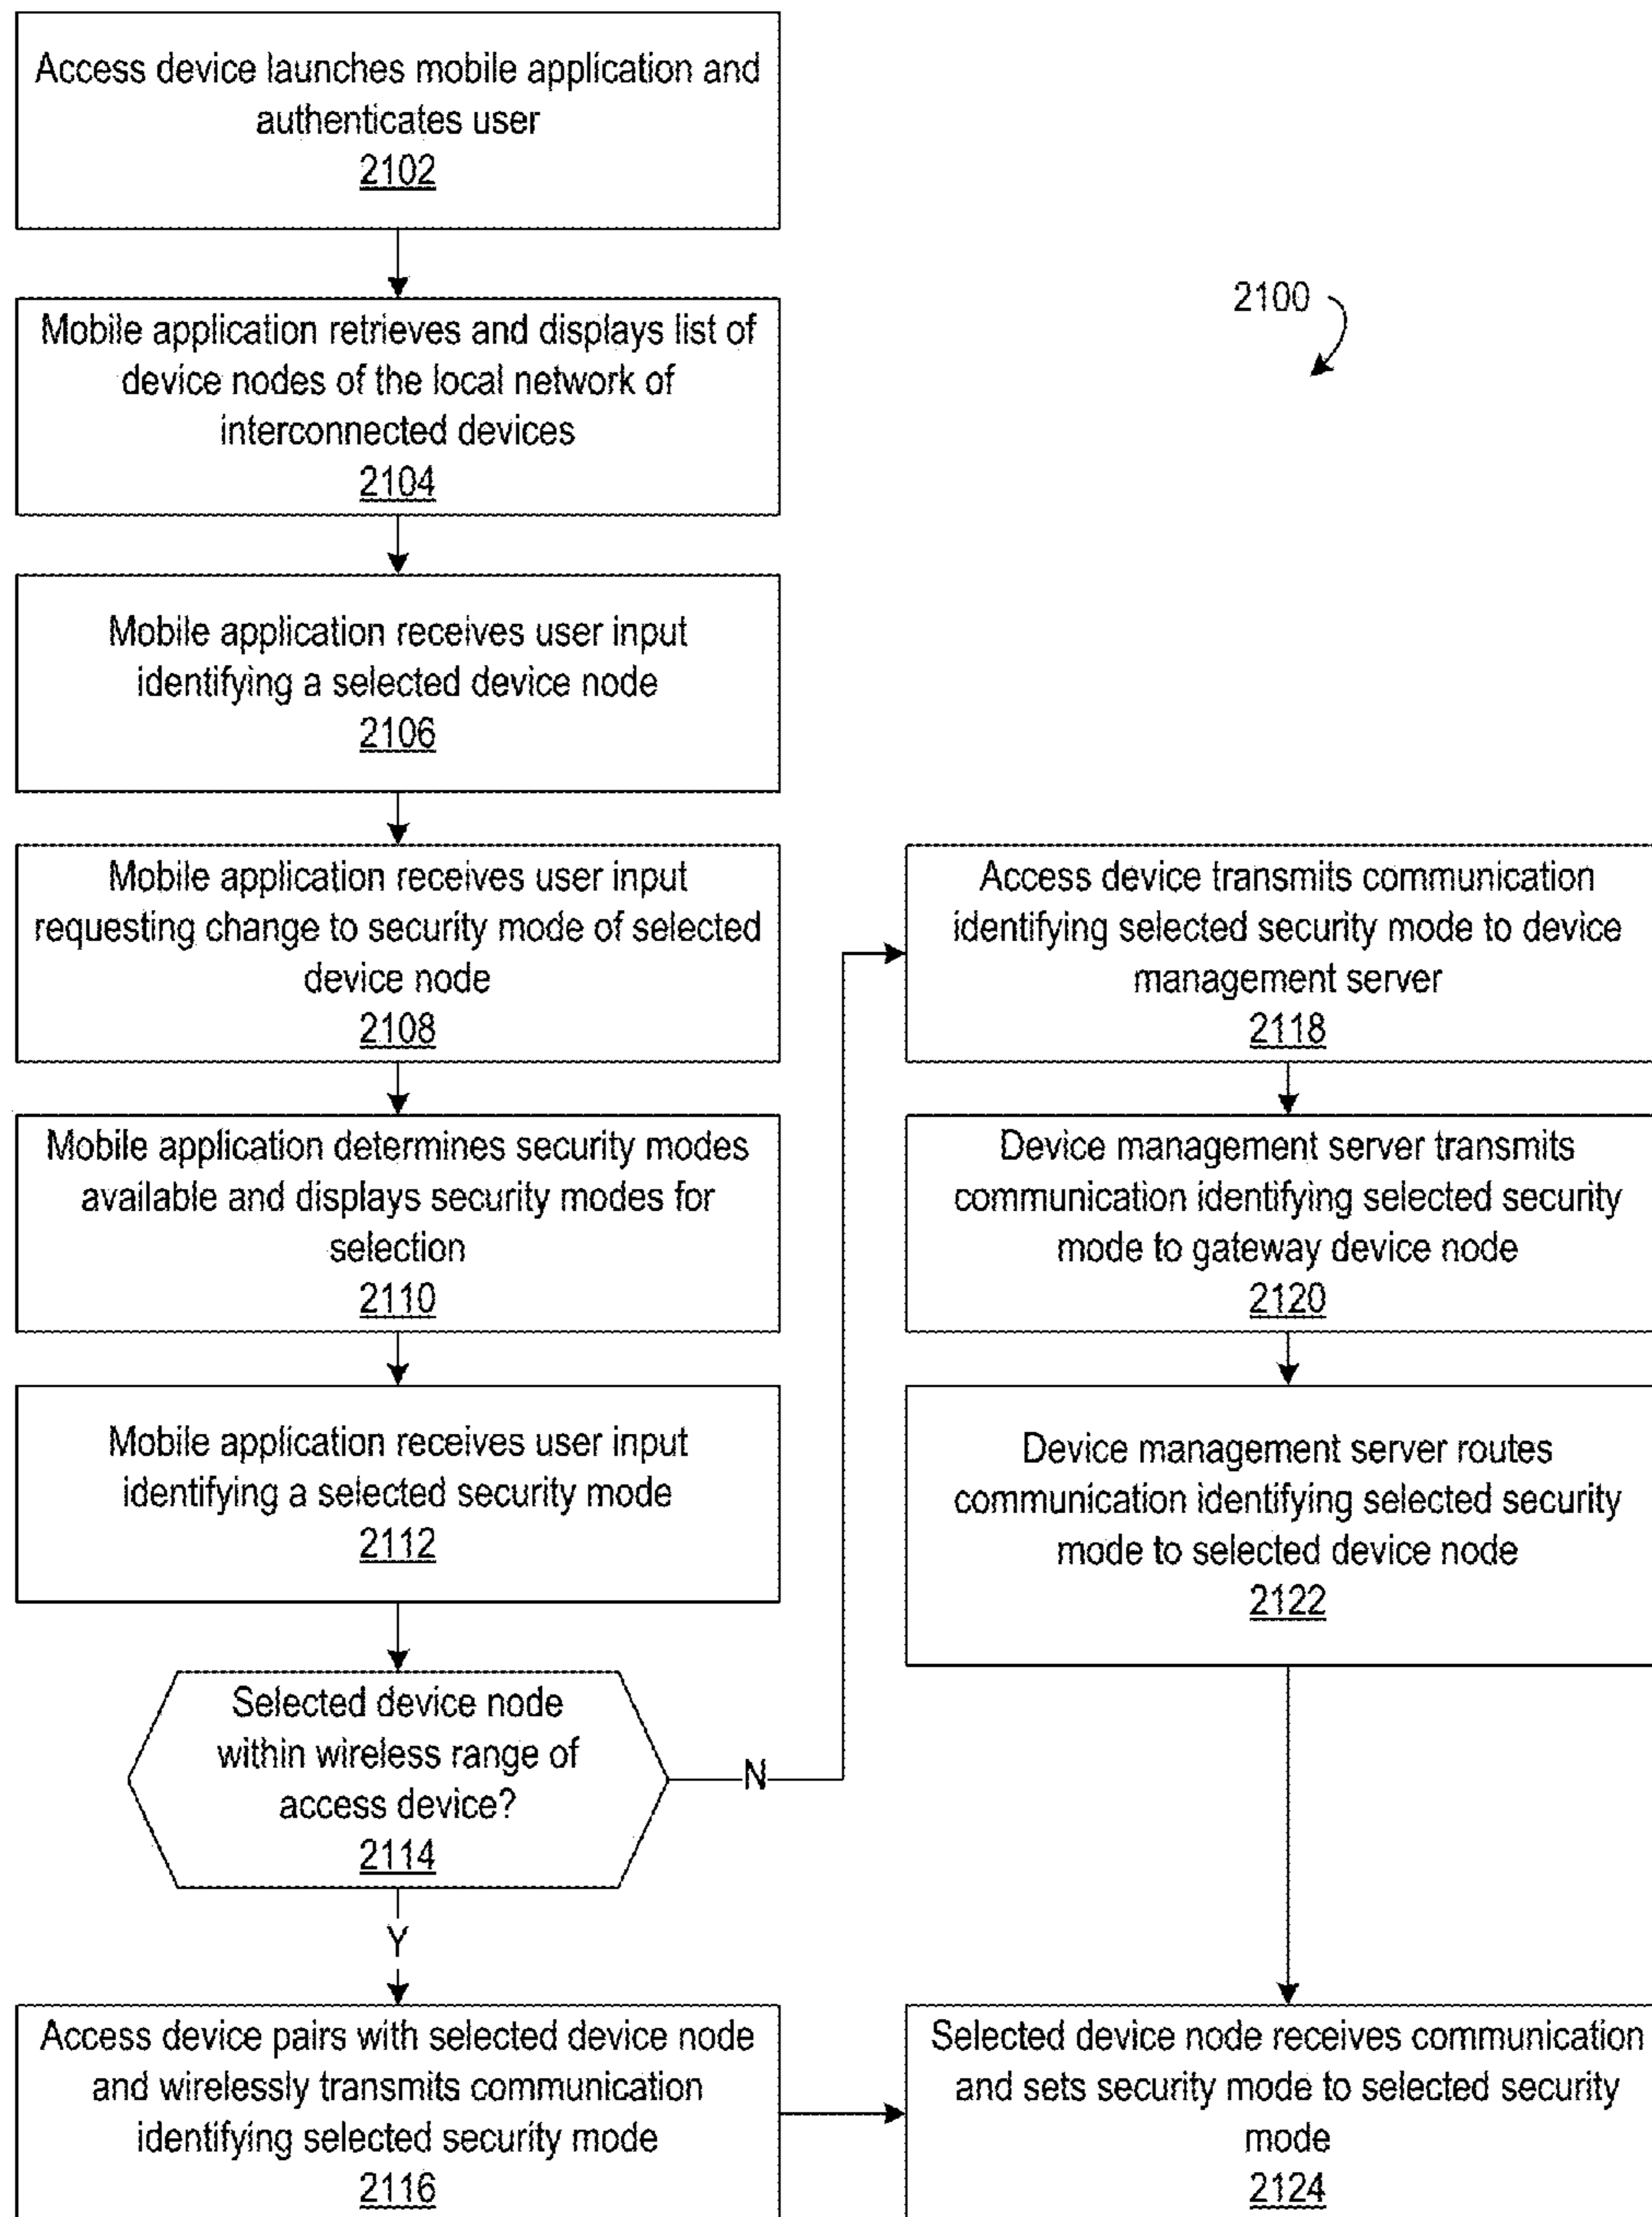 Access device launches mobile application and
authenticates user
2102
Mobile application retrieves and displays list of
device nodes of the local network of
interconnected devices
2104
2100
Mobile application receives user input
identifying a selected device node
2106
Mobile application receives user input
requesting change to security mode of selected
device node
2108
Mobile application determines security modes
available and displays security modes for
selection
2110
Mobile application receives user input
identifying a selected security mode
2112
Selected device node
within wireless range of
access device?
2114
N
Y
Access device pairs with selected device node
and wirelessly transmits communication
identifying selected security mode
2116
Access device transmits communication
identifying selected security mode to device
management server
2118
Device management server transmits
communication identifying selected security
mode to gateway device node
2120
Device management server routes
communication identifying selected security
mode to selected device node
2122
Selected device node receives communication
and sets security mode to selected security
mode
2124